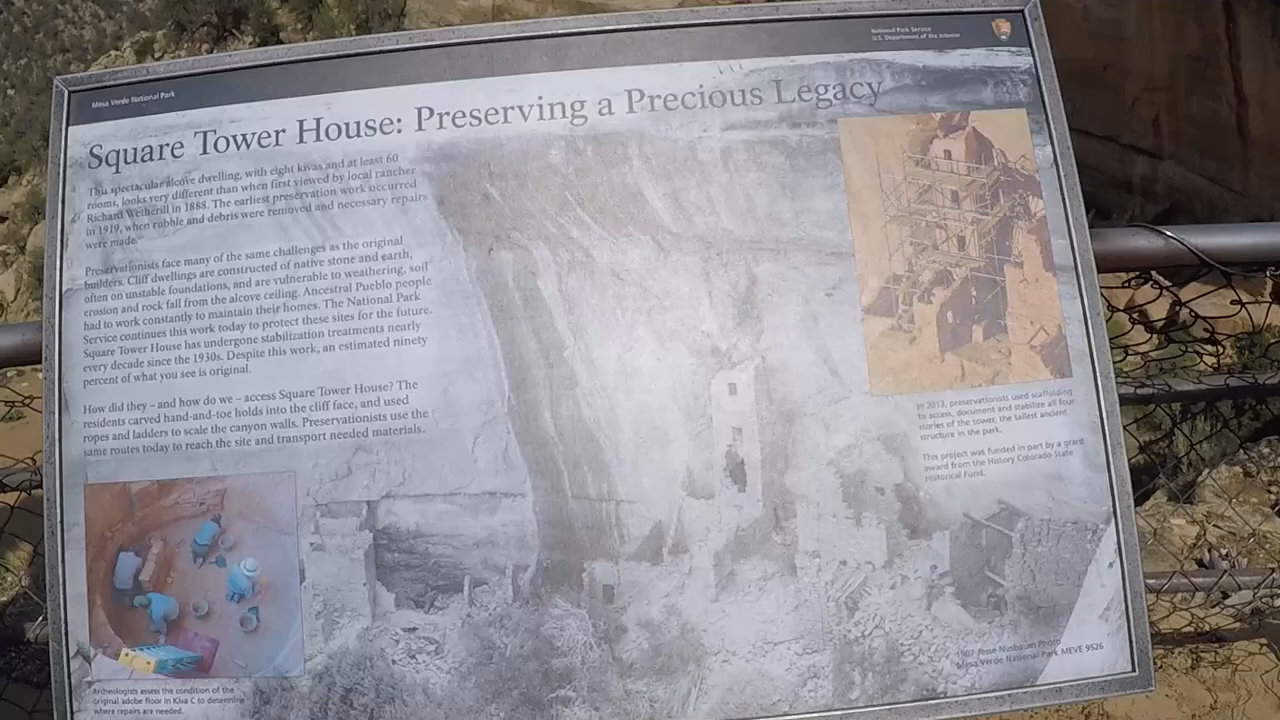 Mesa Verde National Park
National Park Service
U.S. Department of the Interior
Square Tower House: Preserving a Precious Legacy
This spectacular alcove dwelling, with eight kivas and at least 60
rooms, looks very different than when first viewed by local rancher
Richard Wetherill in 1888. The earliest preservation work occurred
in 1919, when rubble and debris were removed and necessary repairs
were made.
Preservationists face many of the same challenges as the original
builders. Cliff dwellings are constructed of native stone and earth,
often on unstable foundations, and are vulnerable to weathering, soil
erosion and rock fall from the alcove ceiling. Ancestral Pueblo people
had to work constantly to maintain their homes. The National Park
Service continues this work today to protect these sites for the future.
Square Tower House has undergone stabilization treatments nearly
every decade since the 1930s. Despite this work, an estimated ninety
percent of what you see is original.
How did they – and how do we – access Square Tower House? The
residents carved hand-and-toe holds into the cliff face, and used
ropes and ladders to scale the canyon walls. Preservationists use the
same routes today to reach the site and transport needed materials.
In 2013, preservationists used scaffolding
to access, document and stabilize all four
stories of the tower, the tallest ancient
structure in the park.
This project was funded in part by a grant
award from the History Colorado State
Historical Fund.
Archeologists assess the condition of the
original adobe floor in Kiva C to determine
where repairs are needed.
1907 Jesse Nusbaum Photo
Mesa Verde National Park MEVE 9526